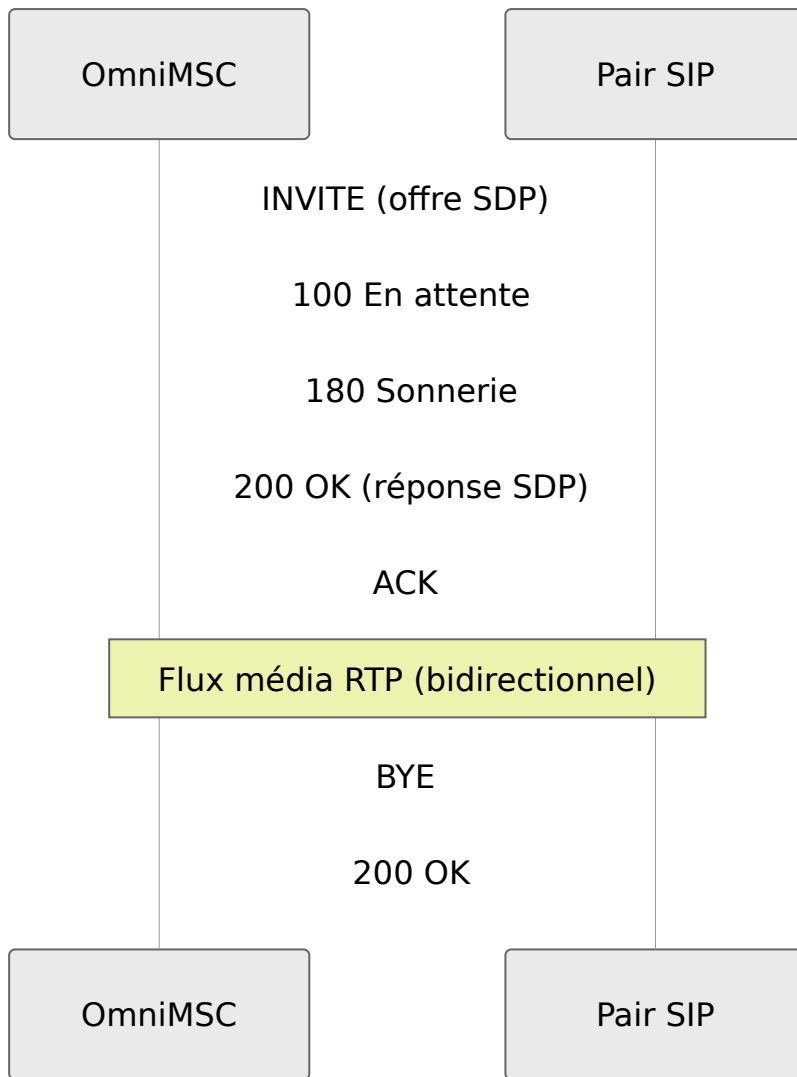 OmniMSC
Pair SIP
INVITE (offre SDP)
100 En attente
180 Sonnerie
200 OK (réponse SDP)
ACK
Flux média RTP (bidirectionnel)
BYE
200 OK
OmniMSC
Pair SIP